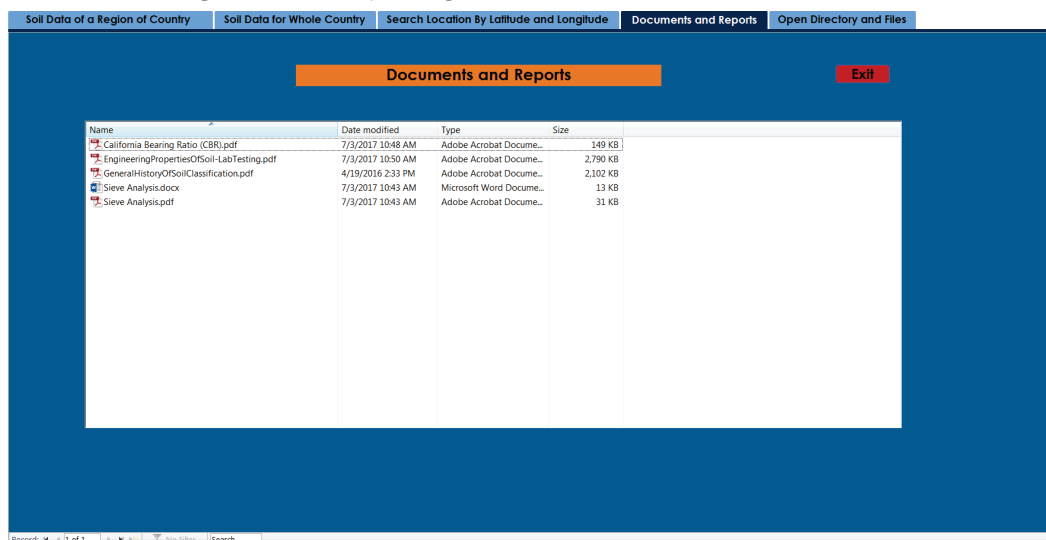 Soil Data of a Region of Country Soil Data for Whole Country Search Location By Latitude and Longitude Documents and Reports Open Directory and Files
Documents and Reports Exit
Name Date modified Type Size
California Bearing Ratio (CBR).pdf 7/3/2017 10:48 AM Adobe Acrobat Docume... 149 KB
EngineeringPropertiesOfSoil-LabTesting.pdf 7/3/2017 10:50 AM Adobe Acrobat Docume... 2,790 KB
GeneralHistoryOfSoilClassification.pdf 4/19/2016 2:33 PM Adobe Acrobat Docume... 2,102 KB
Sieve Analysis.docx 7/3/2017 10:43 AM Microsoft Word Docume... 13 KB
Sieve Analysis.pdf 7/3/2017 10:43 AM Adobe Acrobat Docume... 31 KB
Record: 1 of 1 No Filter Search